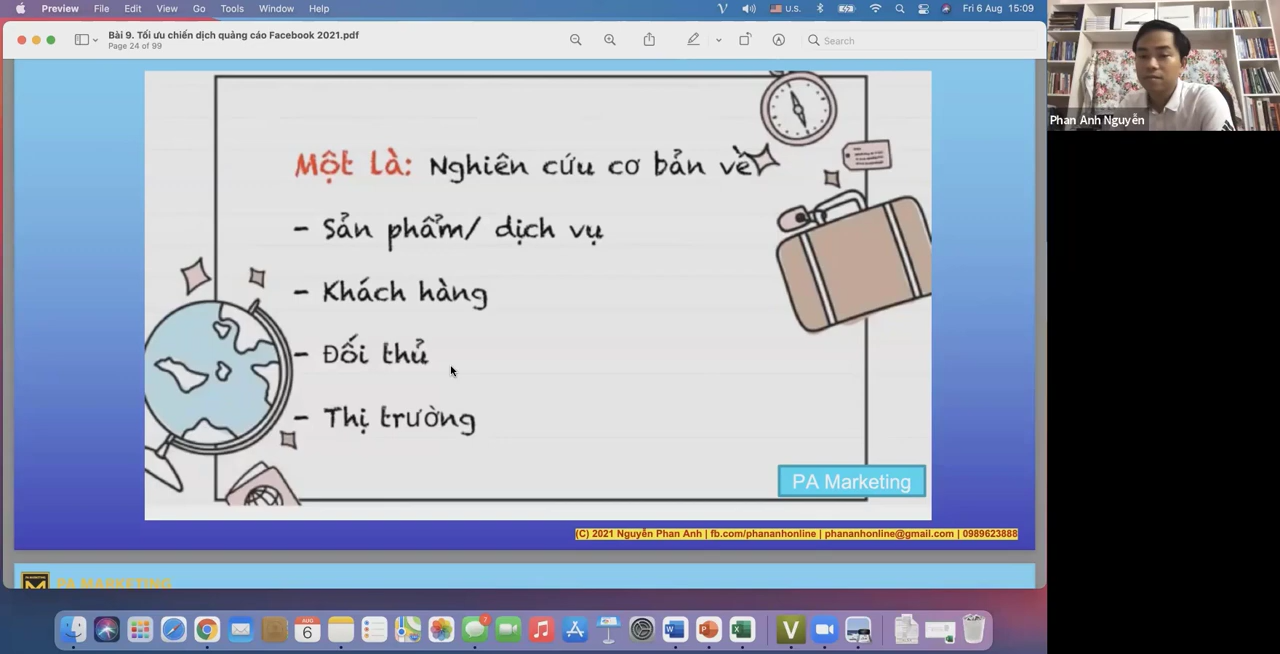 Preview File Edit View Go Tools Window Help
U.S. Fri 6 Aug 15:09
Bài 9. Tối ưu chiến dịch quảng cáo Facebook 2021.pdf
Page 24 of 99
Search
Phan Anh Nguyễn
Một là: Nghiên cứu cơ bản về
- Sản phẩm/ dịch vụ
- Khách hàng
- Đối thủ
- Thị trường
PA Marketing
(C) 2021 Nguyễn Phan Anh | fb.com/phananhonline | phananhonline@gmail.com | 0989623888
PA MARKETING
AUG
6